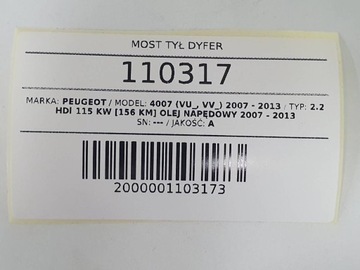 MOST TYŁ DYFER
110317
MARKA: PEUGEOT / MODEL: 4007 (VU_, VV_) 2007 - 2013 / TYP: 2.2
HDI 115 KW [156 KM] OLEJ NAPĘDOWY 2007 - 2013
SN: --- / JAKOŚĆ: A
2000001103173